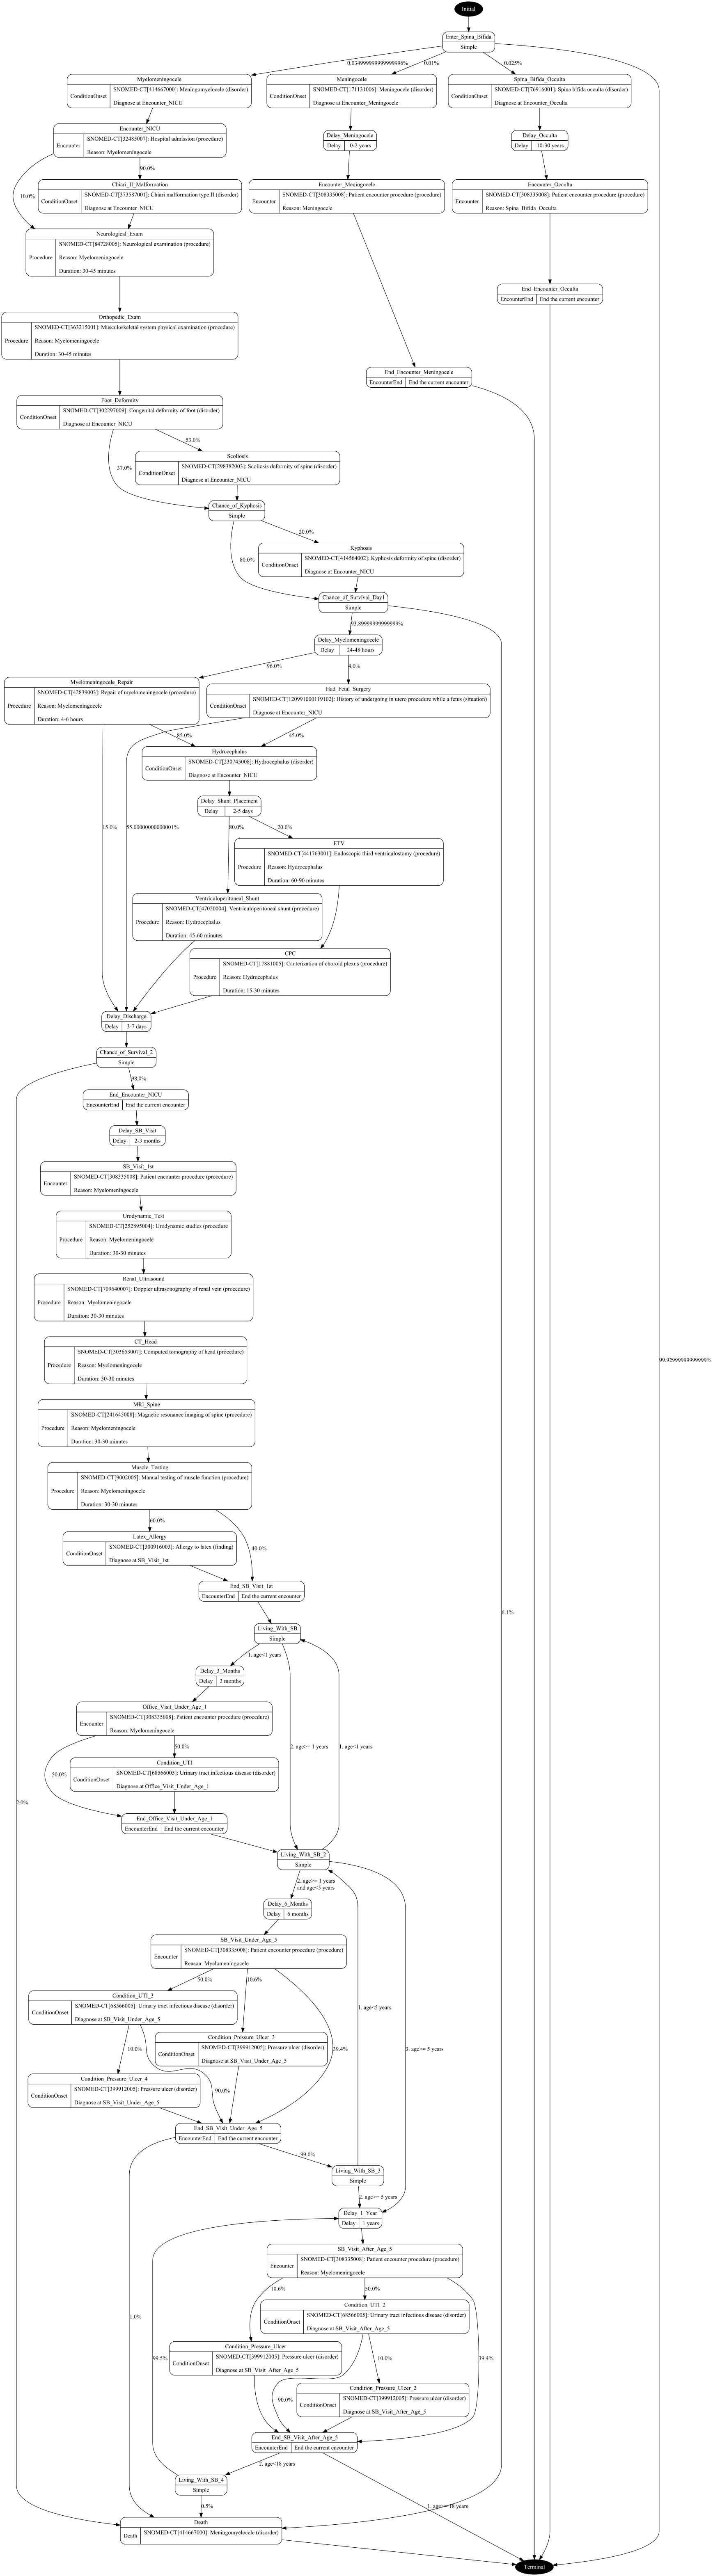 Initial
Enter_Spina_Bifida
Simple
0.034999999999999996%
0.01%
0.025%
Myelomeningocele
ConditionOnset
SNOMED-CT[414667000]: Meningomyelocele (disorder)
Diagnose at Encounter_NICU
Meningocele
ConditionOnset
SNOMED-CT[171131006]: Meningocele (disorder)
Diagnose at Encounter_Meningocele
Spina_Bifida_Occulta
ConditionOnset
SNOMED-CT[76916001]: Spina bifida occulta (disorder)
Diagnose at Encounter_Occulta
Encounter_NICU
Encounter
SNOMED-CT[32485007]: Hospital admission (procedure)
Reason: Myelomeningocele
Delay_Meningocele
Delay
0-2 years
Delay_Occulta
Delay
10-30 years
10.0%
90.0%
Chiari_II_Malformation
ConditionOnset
SNOMED-CT[373587001]: Chiari malformation type II (disorder)
Diagnose at Encounter_NICU
Encounter_Meningocele
Encounter
SNOMED-CT[308335008]: Patient encounter procedure (procedure)
Reason: Meningocele
Encounter_Occulta
Encounter
SNOMED-CT[308335008]: Patient encounter procedure (procedure)
Reason: Spina_Bifida_Occulta
Neurological_Exam
Procedure
SNOMED-CT[84728005]: Neurological examination (procedure)
Reason: Myelomeningocele
Duration: 30-45 minutes
End_Encounter_Occulta
EncounterEnd
End the current encounter
Orthopedic_Exam
Procedure
SNOMED-CT[363215001]: Musculoskeletal system physical examination (procedure)
Reason: Myelomeningocele
Duration: 30-45 minutes
End_Encounter_Meningocele
EncounterEnd
End the current encounter
Foot_Deformity
ConditionOnset
SNOMED-CT[302297009]: Congenital deformity of foot (disorder)
Diagnose at Encounter_NICU
53.0%
37.0%
Scoliosis
ConditionOnset
SNOMED-CT[298382003]: Scoliosis deformity of spine (disorder)
Diagnose at Encounter_NICU
Chance_of_Kyphosis
Simple
20.0%
80.0%
Kyphosis
ConditionOnset
SNOMED-CT[414564002]: Kyphosis deformity of spine (disorder)
Diagnose at Encounter_NICU
Chance_of_Survival_Day1
Simple
93.89999999999999%
Delay_Myelomeningocele
Delay
24-48 hours
96.0%
4.0%
Myelomeningocele_Repair
Procedure
SNOMED-CT[42839003]: Repair of myelomeningocele (procedure)
Reason: Myelomeningocele
Duration: 4-6 hours
Had_Fetal_Surgery
ConditionOnset
SNOMED-CT[120991000119102]: History of undergoing in utero procedure while a fetus (situation)
Diagnose at Encounter_NICU
85.0%
45.0%
Hydrocephalus
ConditionOnset
SNOMED-CT[230745008]: Hydrocephalus (disorder)
Diagnose at Encounter_NICU
Delay_Shunt_Placement
Delay
2-5 days
15.0%
55.00000000000001%
80.0%
20.0%
ETV
Procedure
SNOMED-CT[441763001]: Endoscopic third ventriculostomy (procedure)
Reason: Hydrocephalus
Duration: 60-90 minutes
Ventriculoperitoneal_Shunt
Procedure
SNOMED-CT[47020004]: Ventriculoperitoneal shunt (procedure)
Reason: Hydrocephalus
Duration: 45-60 minutes
CPC
Procedure
SNOMED-CT[17881005]: Cauterization of choroid plexus (procedure)
Reason: Hydrocephalus
Duration: 15-30 minutes
Delay_Discharge
Delay
3-7 days
Chance_of_Survival_2
Simple
98.0%
End_Encounter_NICU
EncounterEnd
End the current encounter
Delay_SB_Visit
Delay
2-3 months
SB_Visit_1st
Encounter
SNOMED-CT[308335008]: Patient encounter procedure (procedure)
Reason: Myelomeningocele
Urodynamic_Test
Procedure
SNOMED-CT[252895004]: Urodynamic studies (procedure
Reason: Myelomeningocele
Duration: 30-30 minutes
Renal_Ultrasound
Procedure
SNOMED-CT[709640007]: Doppler ultrasonography of renal vein (procedure)
Reason: Myelomeningocele
Duration: 30-30 minutes
CT_Head
Procedure
SNOMED-CT[303653007]: Computed tomography of head (procedure)
Reason: Myelomeningocele
Duration: 30-30 minutes
99.92999999999999%
MRI_Spine
Procedure
SNOMED-CT[241645008]: Magnetic resonance imaging of spine (procedure)
Reason: Myelomeningocele
Duration: 30-30 minutes
Muscle_Testing
Procedure
SNOMED-CT[9002005]: Manual testing of muscle function (procedure)
Reason: Myelomeningocele
Duration: 30-30 minutes
60.0%
40.0%
Latex_Allergy
ConditionOnset
SNOMED-CT[300916003]: Allergy to latex (finding)
Diagnose at SB_Visit_1st
End_SB_Visit_1st
EncounterEnd
End the current encounter
6.1%
Living_With_SB
Simple
1. age<1 years
Delay_3_Months
Delay
3 months
Office_Visit_Under_Age_1
Encounter
SNOMED-CT[308335008]: Patient encounter procedure (procedure)
Reason: Myelomeningocele
2. age>= 1 years
1. age<1 years
50.0%
50.0%
Condition_UTI
ConditionOnset
SNOMED-CT[68566005]: Urinary tract infectious disease (disorder)
Diagnose at Office_Visit_Under_Age_1
2.0%
End_Office_Visit_Under_Age_1
EncounterEnd
End the current encounter
Living_With_SB_2
Simple
2. age>= 1 years
and age<5 years
Delay_6_Months
Delay
6 months
SB_Visit_Under_Age_5
Encounter
SNOMED-CT[308335008]: Patient encounter procedure (procedure)
Reason: Myelomeningocele
50.0%
10.6%
Condition_UTI_3
ConditionOnset
SNOMED-CT[68566005]: Urinary tract infectious disease (disorder)
Diagnose at SB_Visit_Under_Age_5
1. age<5 years
Condition_Pressure_Ulcer_3
ConditionOnset
SNOMED-CT[399912005]: Pressure ulcer (disorder)
Diagnose at SB_Visit_Under_Age_5
10.0%
39.4%
3. age>= 5 years
Condition_Pressure_Ulcer_4
ConditionOnset
SNOMED-CT[399912005]: Pressure ulcer (disorder)
Diagnose at SB_Visit_Under_Age_5
90.0%
End_SB_Visit_Under_Age_5
EncounterEnd
End the current encounter
99.0%
Living_With_SB_3
Simple
2. age>= 5 years
Delay_1_Year
Delay
1 years
SB_Visit_After_Age_5
Encounter
SNOMED-CT[308335008]: Patient encounter procedure (procedure)
Reason: Myelomeningocele
10.6%
50.0%
Condition_UTI_2
ConditionOnset
SNOMED-CT[68566005]: Urinary tract infectious disease (disorder)
Diagnose at SB_Visit_After_Age_5
1.0%
Condition_Pressure_Ulcer
ConditionOnset
SNOMED-CT[399912005]: Pressure ulcer (disorder)
Diagnose at SB_Visit_After_Age_5
99.5%
10.0%
39.4%
Condition_Pressure_Ulcer_2
ConditionOnset
SNOMED-CT[399912005]: Pressure ulcer (disorder)
Diagnose at SB_Visit_After_Age_5
90.0%
End_SB_Visit_After_Age_5
EncounterEnd
End the current encounter
2. age<18 years
Living_With_SB_4
Simple
0.5%
1. age>= 18 years
Death
Death
SNOMED-CT[414667000]: Meningomyelocele (disorder)
Terminal